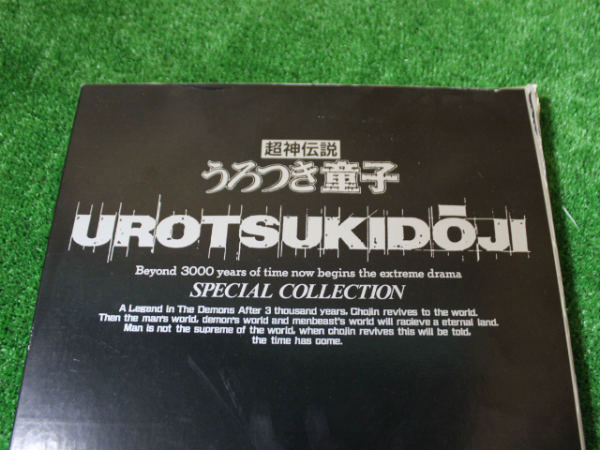 超神伝説
うろつき童子
UROTSUKIDŌJI
Beyond 3000 years of time now begins the extreme drama
SPECIAL COLLECTION
A Legend in The Demons After 3 thousand years, Chojin revives to the world.
Then the man's world, demon's world and menbeast's world will racieve a eternal land.
Man is not the supreme of the world, when chojin revives this will be told,
the time has come.